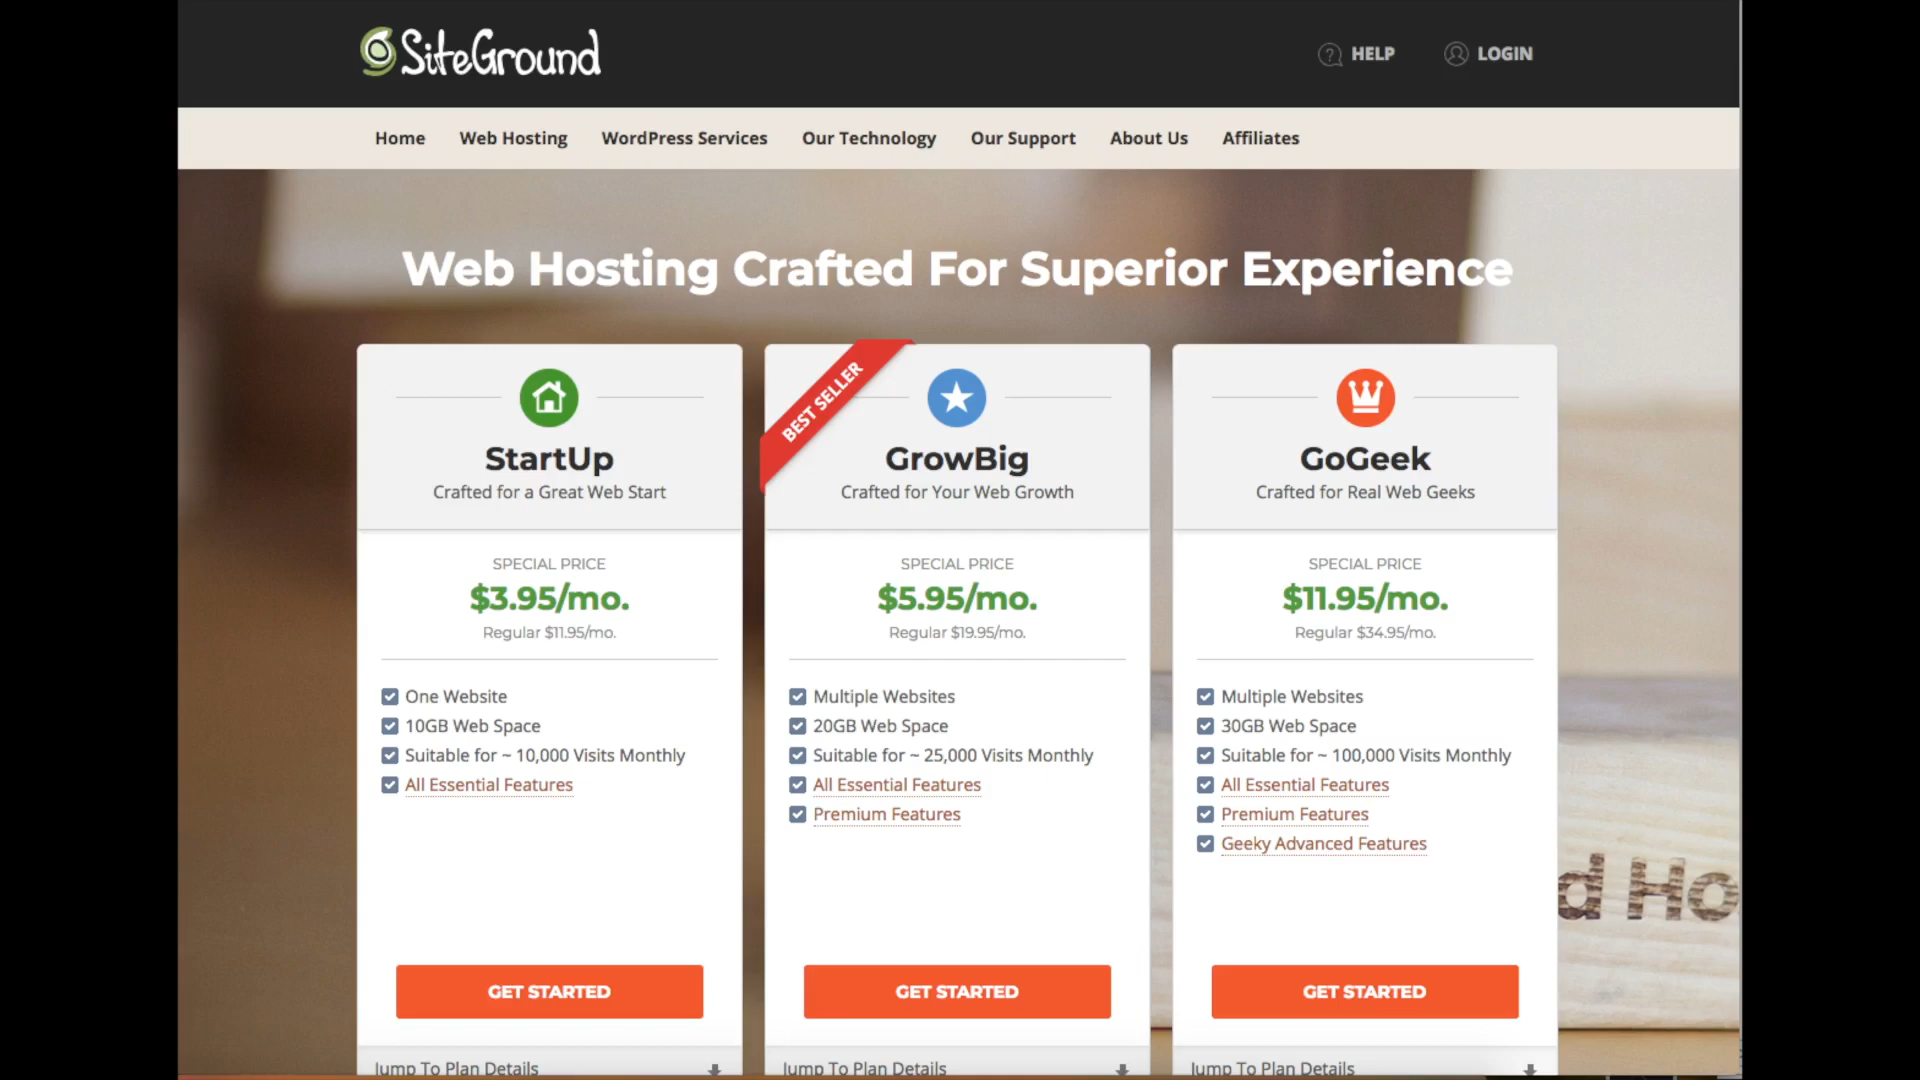 SiteGround
HELP
LOGIN
Home
Web Hosting
WordPress Services
Our Technology
Our Support
About Us
Affiliates
Web Hosting Crafted For Superior Experience
StartUp
Crafted for a Great Web Start
SPECIAL PRICE
$3.95/mo.
Regular $11.95/mo.
One Website
10GB Web Space
Suitable for ~ 10,000 Visits Monthly
All Essential Features
GET STARTED
Jump To Plan Details
BEST SELLER
GrowBig
Crafted for Your Web Growth
SPECIAL PRICE
$5.95/mo.
Regular $19.95/mo.
Multiple Websites
20GB Web Space
Suitable for ~ 25,000 Visits Monthly
All Essential Features
Premium Features
GET STARTED
Jump To Plan Details
GoGeek
Crafted for Real Web Geeks
SPECIAL PRICE
$11.95/mo.
Regular $34.95/mo.
Multiple Websites
30GB Web Space
Suitable for ~ 100,000 Visits Monthly
All Essential Features
Premium Features
Geeky Advanced Features
GET STARTED
Jump To Plan Details
d Ho